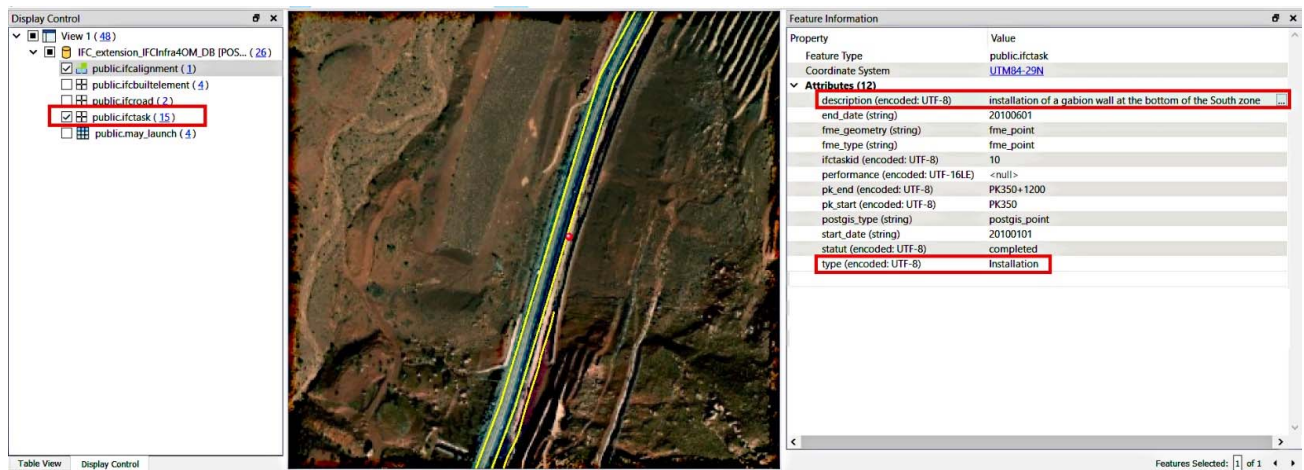 Display Control
View 1 (48)
IFC_extension_IFCInfra4OM_DB [POS... (26)
public.ifcalignment (1)
public.ifcbuiltelement (4)
public.ifcroad (2)
public.ifctask (15)
public.may_launch (4)
Table View Display Control
Feature Information
Property Value
Feature Type public.ifctask
Coordinate System UTM84-29N
Attributes (12)
description (encoded: UTF-8) installation of a gabion wall at the bottom of the South zone ...
end_date (string) 20100601
fme_geometry (string) fme_point
fme_type (string) fme_point
ifctaskid (encoded: UTF-8) 10
performance (encoded: UTF-16LE) <null>
pk_end (encoded: UTF-8) PK350+1200
pk_start (encoded: UTF-8) PK350
postgis_type (string) postgis_point
start_date (string) 20100101
statut (encoded: UTF-8) completed
type (encoded: UTF-8) Installation
Features Selected: 1 of 1